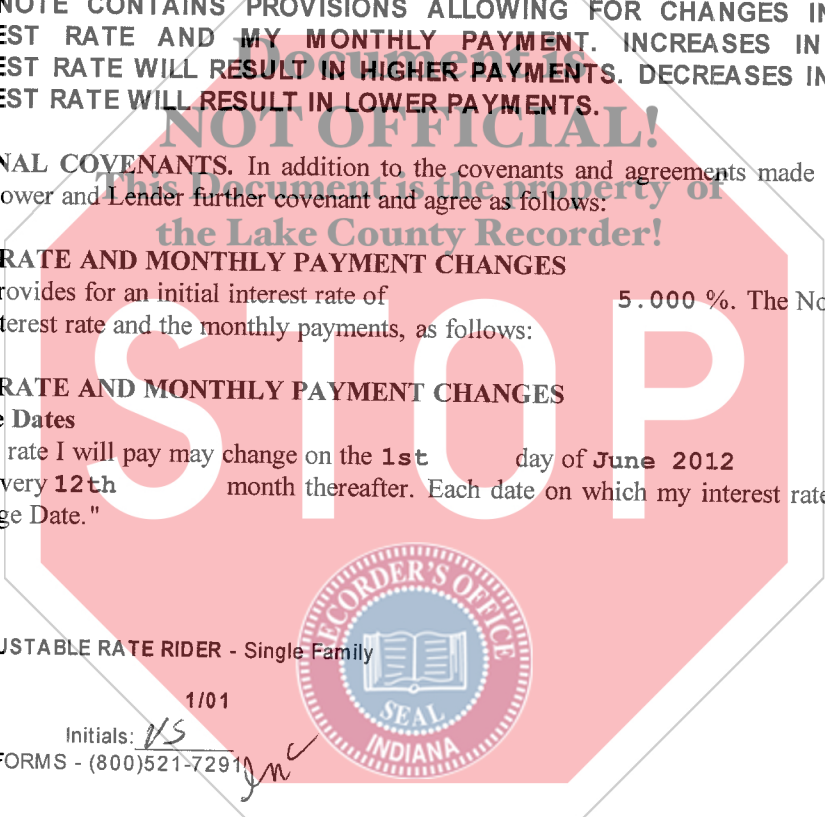 NOTE CONTAINS PROVISIONS ALLOWING FOR CHANGES IN
EST RATE AND MY MONTHLY PAYMENT. INCREASES IN
EST RATE WILL RESULT IN HIGHER PAYMENTS. DECREASES IN
EST RATE WILL RESULT IN LOWER PAYMENTS.
Document is
NOT OFFICIAL!
This Document is the property of
the Lake County Recorder!
NAL COVENANTS. In addition to the covenants and agreements made
ower and Lender further covenant and agree as follows:
RATE AND MONTHLY PAYMENT CHANGES
rovides for an initial interest rate of 5.000 %. The No
terest rate and the monthly payments, as follows:
STOP
RATE AND MONTHLY PAYMENT CHANGES
e Dates
rate I will pay may change on the 1st day of June 2012
very 12th month thereafter. Each date on which my interest rate
ge Date."
RECORDER'S OFFICE
SEAL
INDIANA
USTABLE RATE RIDER - Single Family
1/01
Initials: VS
FORMS - (800)521-7291